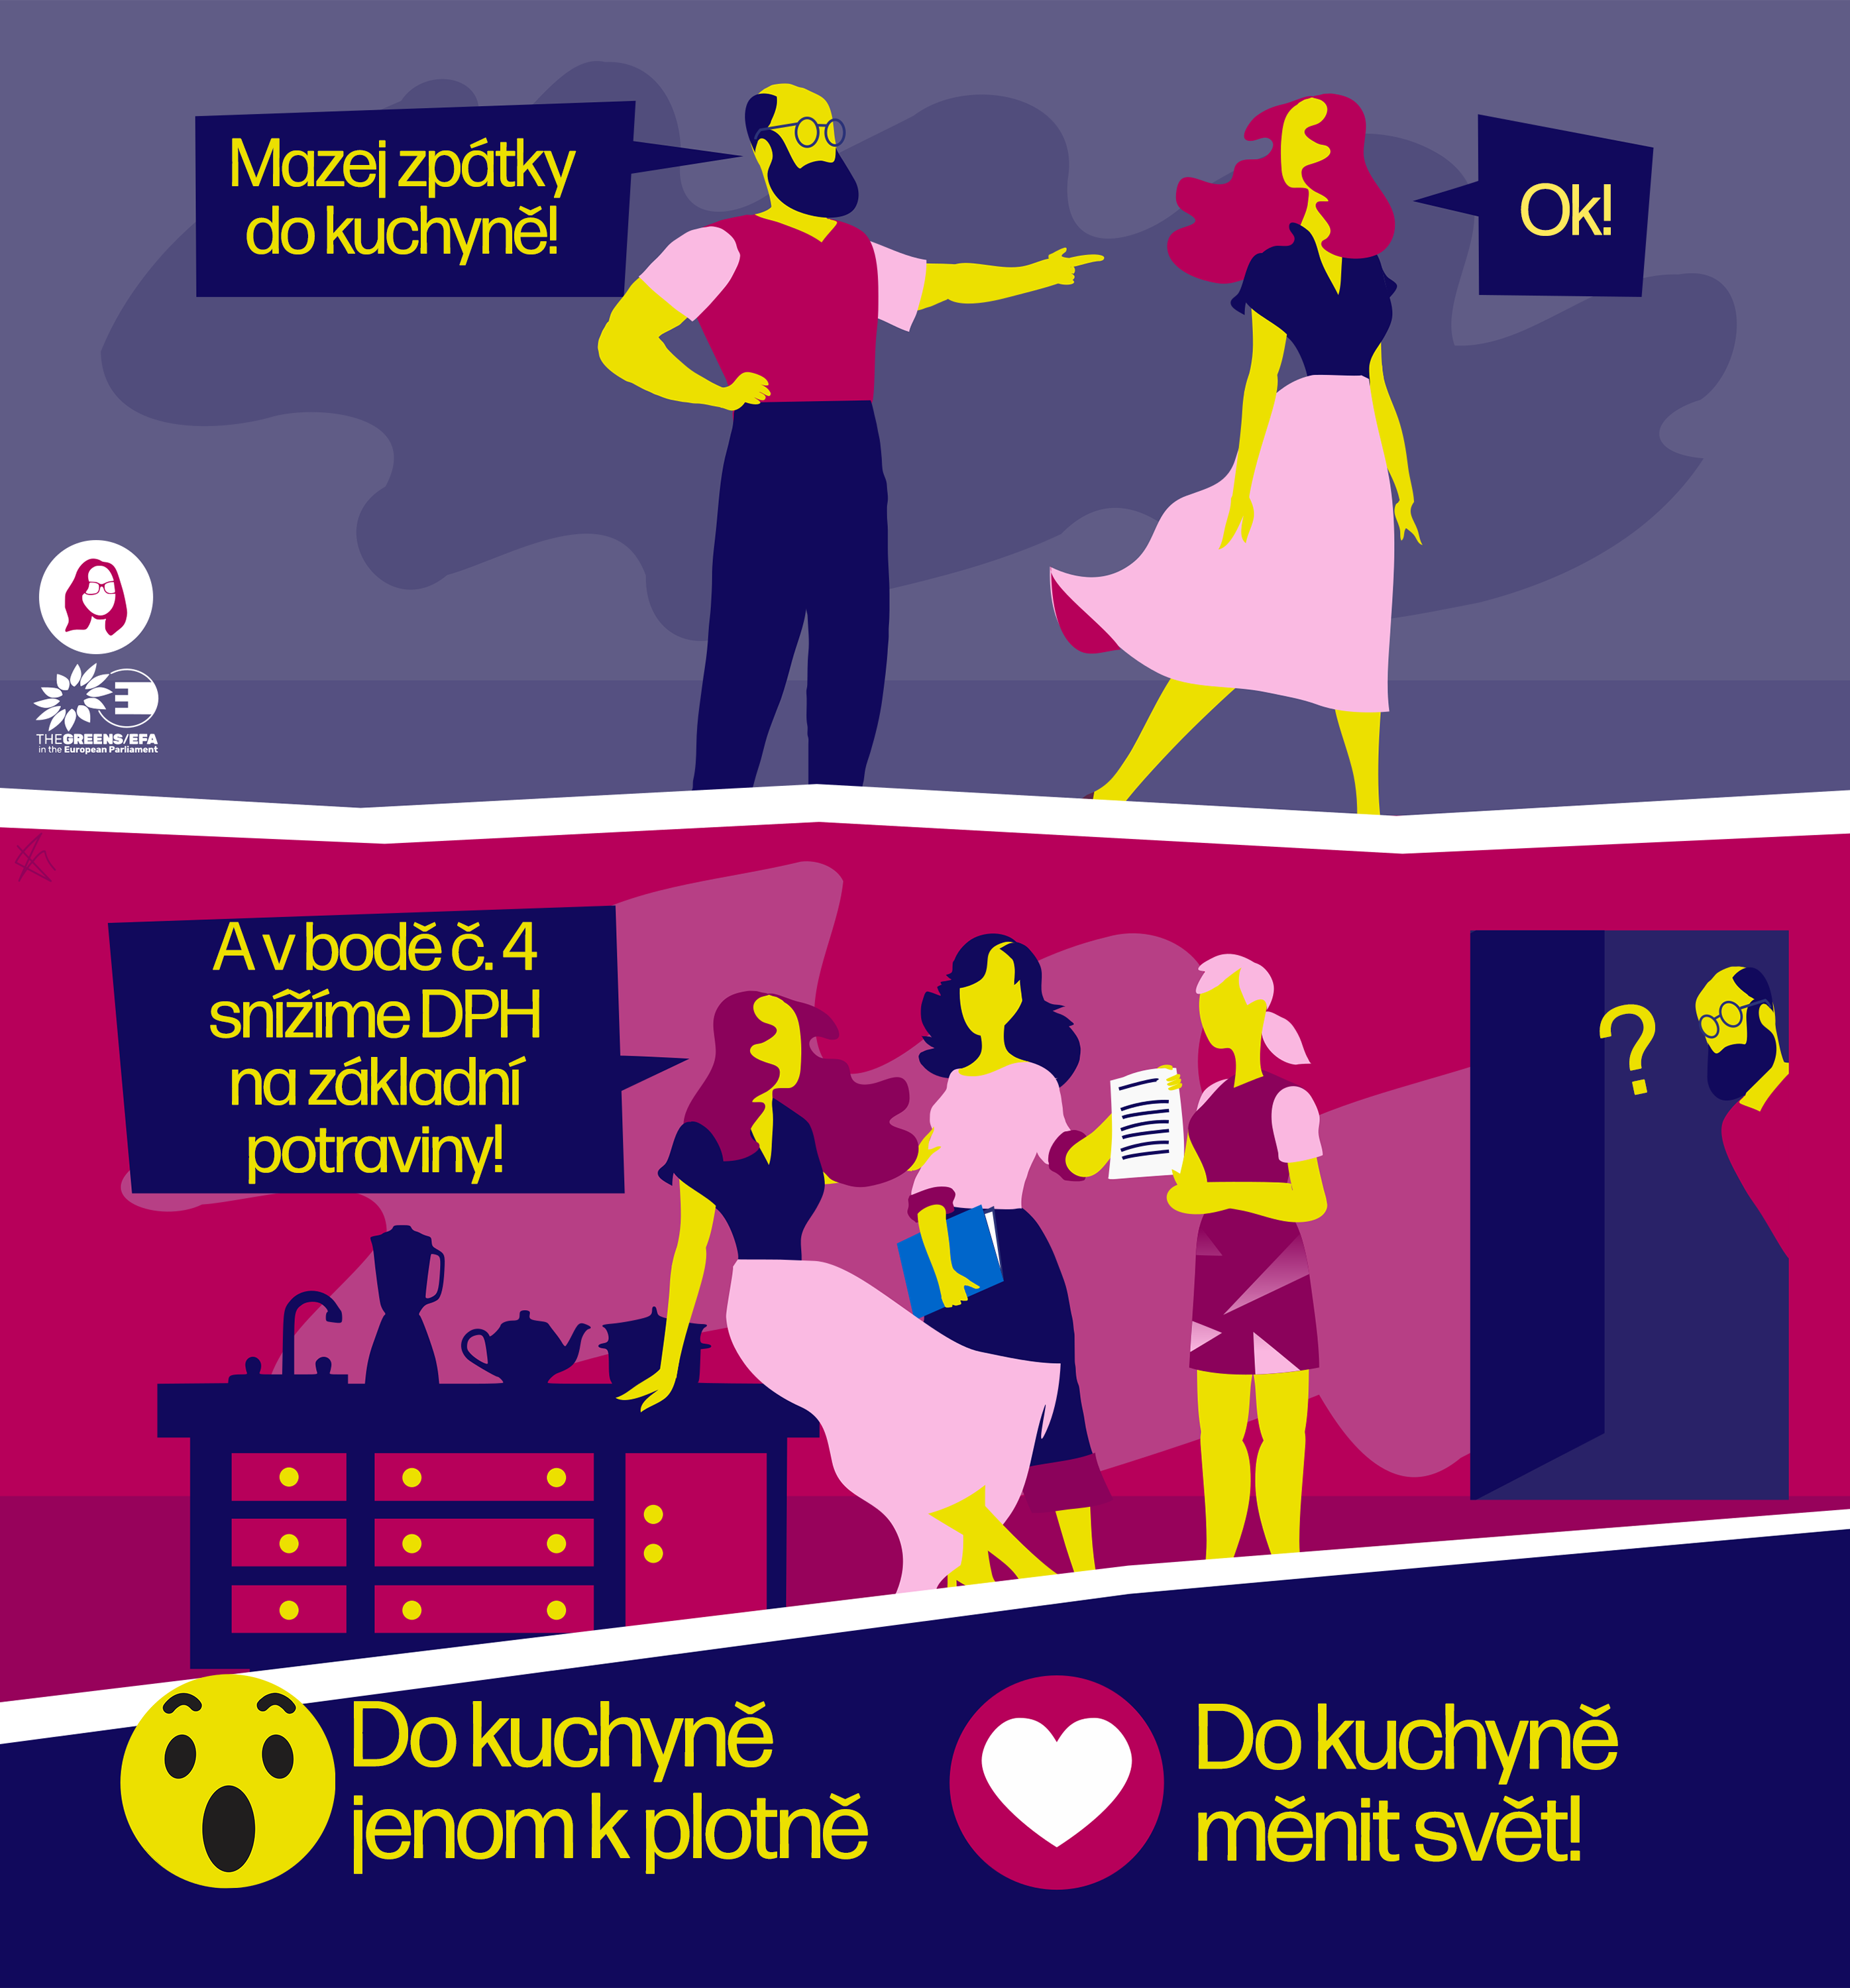 Mazej zpátky
do kuchyně!
Ok!
THE GREENS/EFA
in the European Parliament
A v bodě č. 4
snížíme DPH
na základní
potraviny!
?
Do kuchyně
jenom k plotně
Do kuchyně
měnit svět!